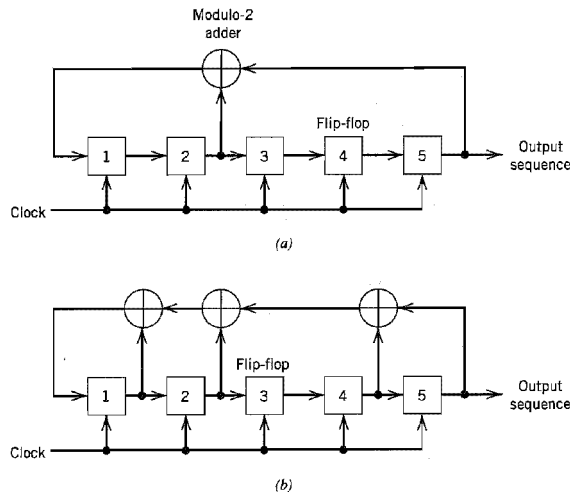 Modulo-2
adder
Flip-flop
1 2 3 4 5
Output
sequence
Clock
(a)
Flip-flop
1 2 3 4 5
Output
sequence
Clock
(b)